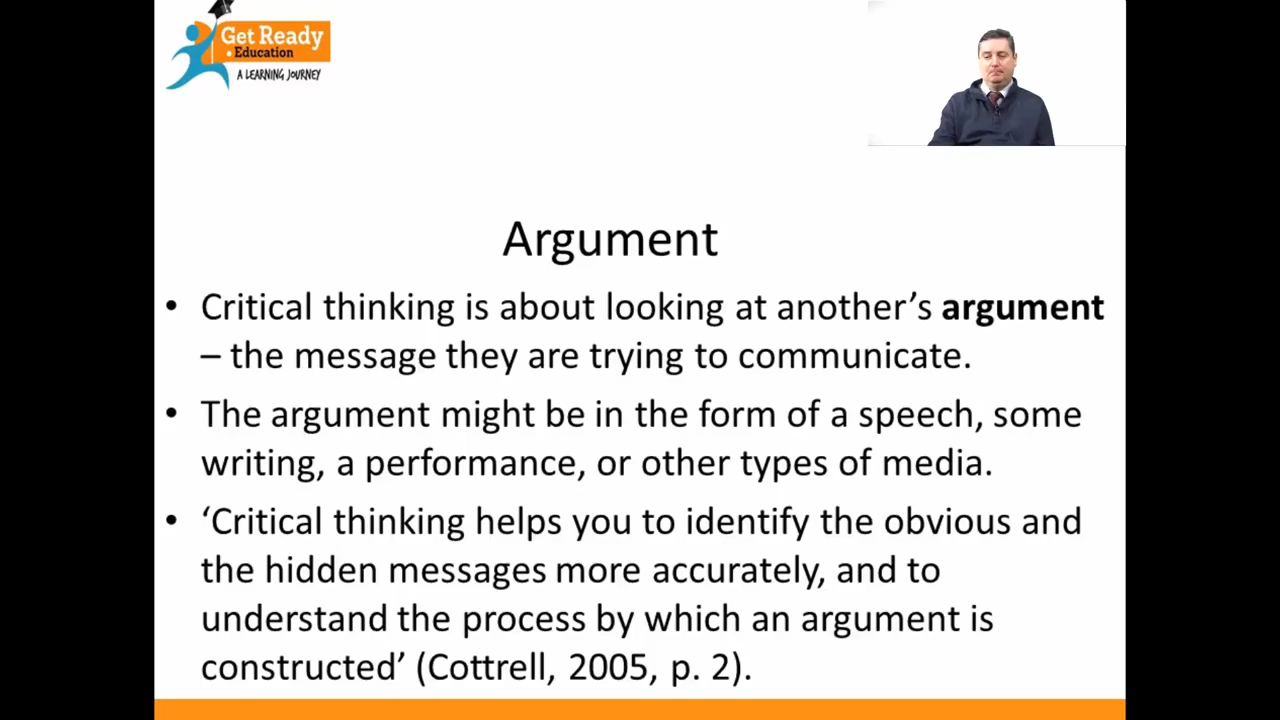 Get Ready
• Education
A LEARNING JOURNEY
Argument
• Critical thinking is about looking at another’s argument
– the message they are trying to communicate.
• The argument might be in the form of a speech, some
writing, a performance, or other types of media.
• ‘Critical thinking helps you to identify the obvious and
the hidden messages more accurately, and to
understand the process by which an argument is
constructed’ (Cottrell, 2005, p. 2).